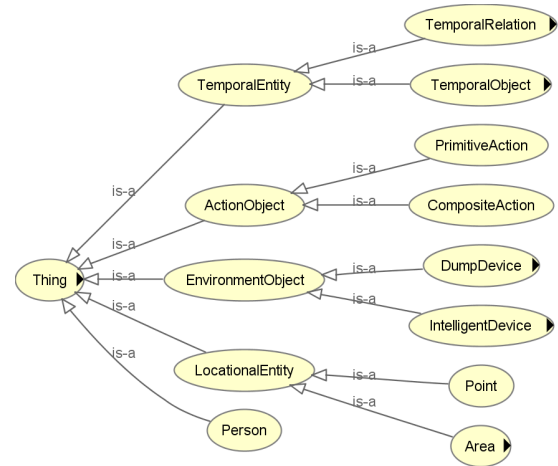 TemporalRelation
is-a
TemporalEntity
is-a
TemporalObject
PrimitiveAction
is-a
is-a
ActionObject
is-a
CompositeAction
is-a
DumpDevice
is-a
Thing
is-a
EnvironmentObject
is-a
is-a
IntelligentDevice
is-a
LocationalEntity
is-a
Point
is-a
Person
Area